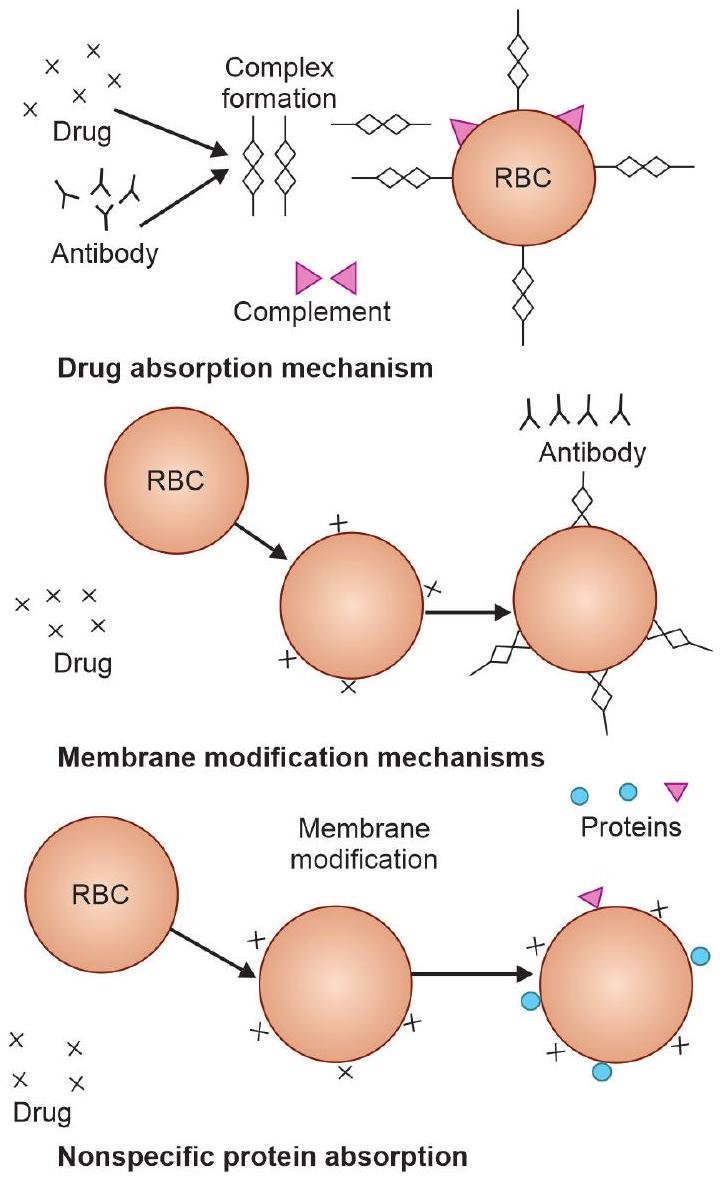 Drug
Complex
formation
RBC
Antibody
Complement
Drug absorption mechanism
RBC
Antibody
Drug
Membrane modification mechanisms
RBC
Membrane
modification
Proteins
Drug
Nonspecific protein absorption